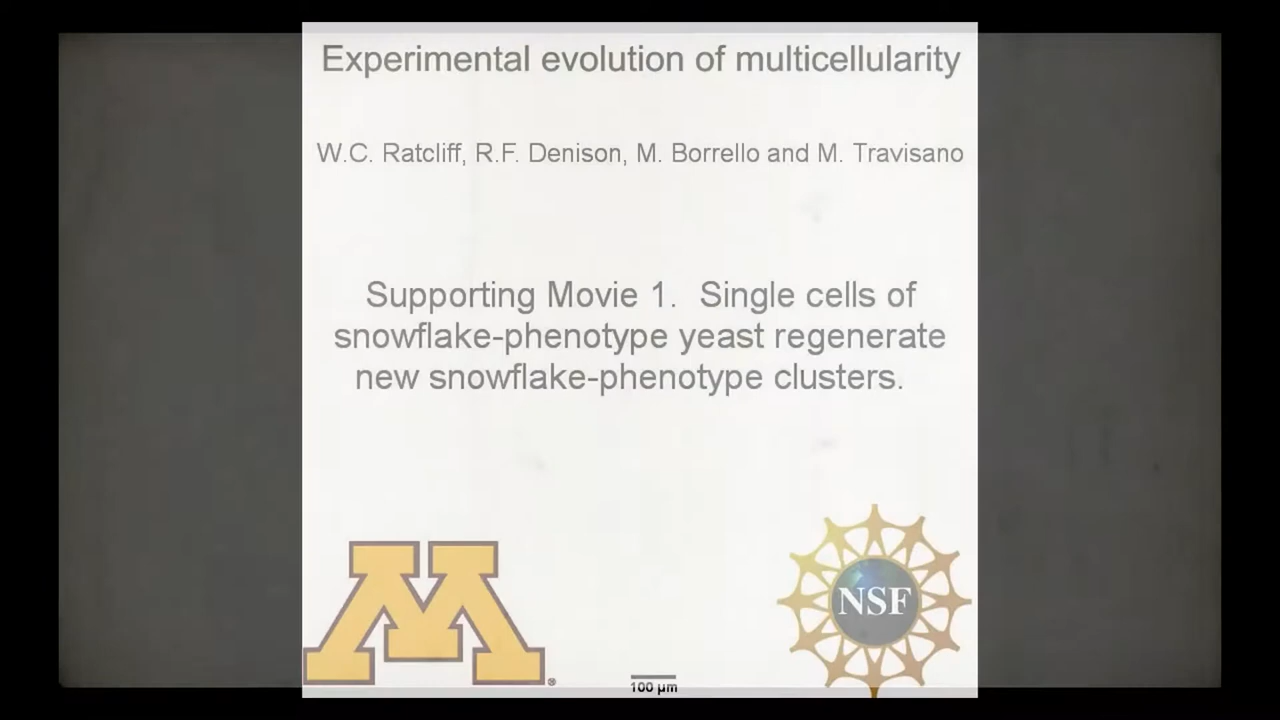 Experimental evolution of multicellularity
W.C. Ratcliff, R.F. Denison, M. Borrello and M. Travisano
Supporting Movie 1. Single cells of
snowflake-phenotype yeast regenerate
new snowflake-phenotype clusters.
M®
NSF
100 µm